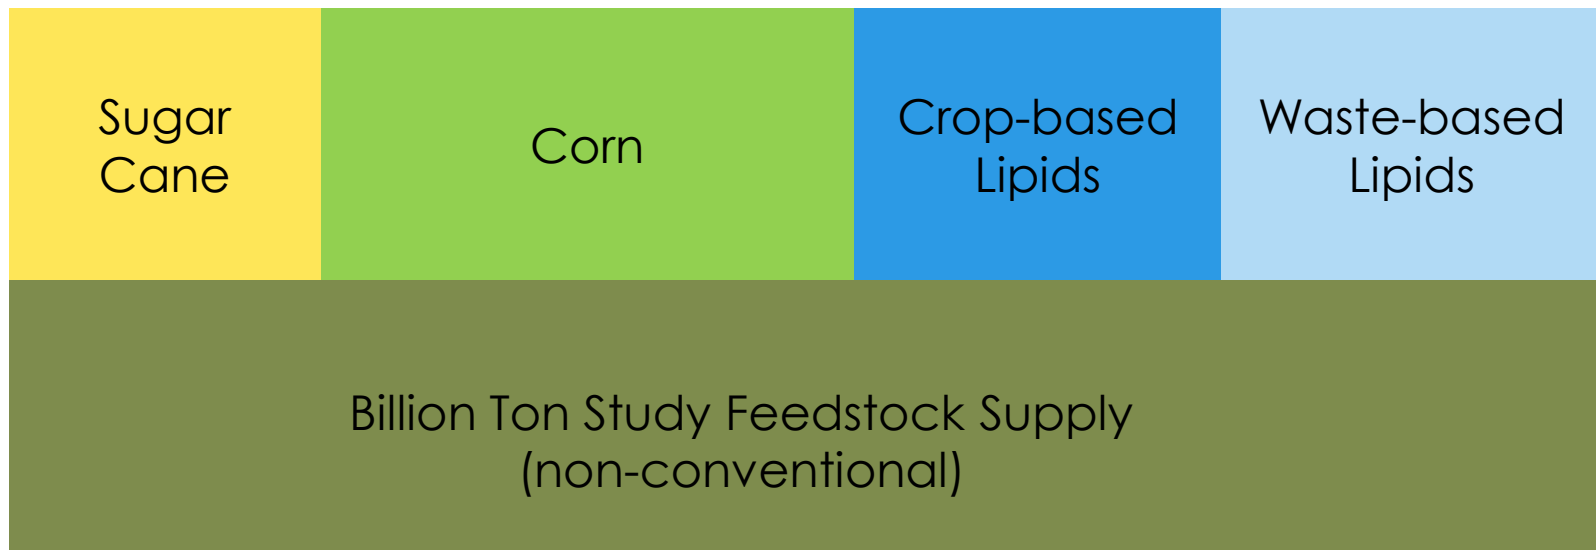 Sugar
Cane
Corn
Crop-based
Lipids
Waste-based
Lipids
Billion Ton Study Feedstock Supply
(non-conventional)